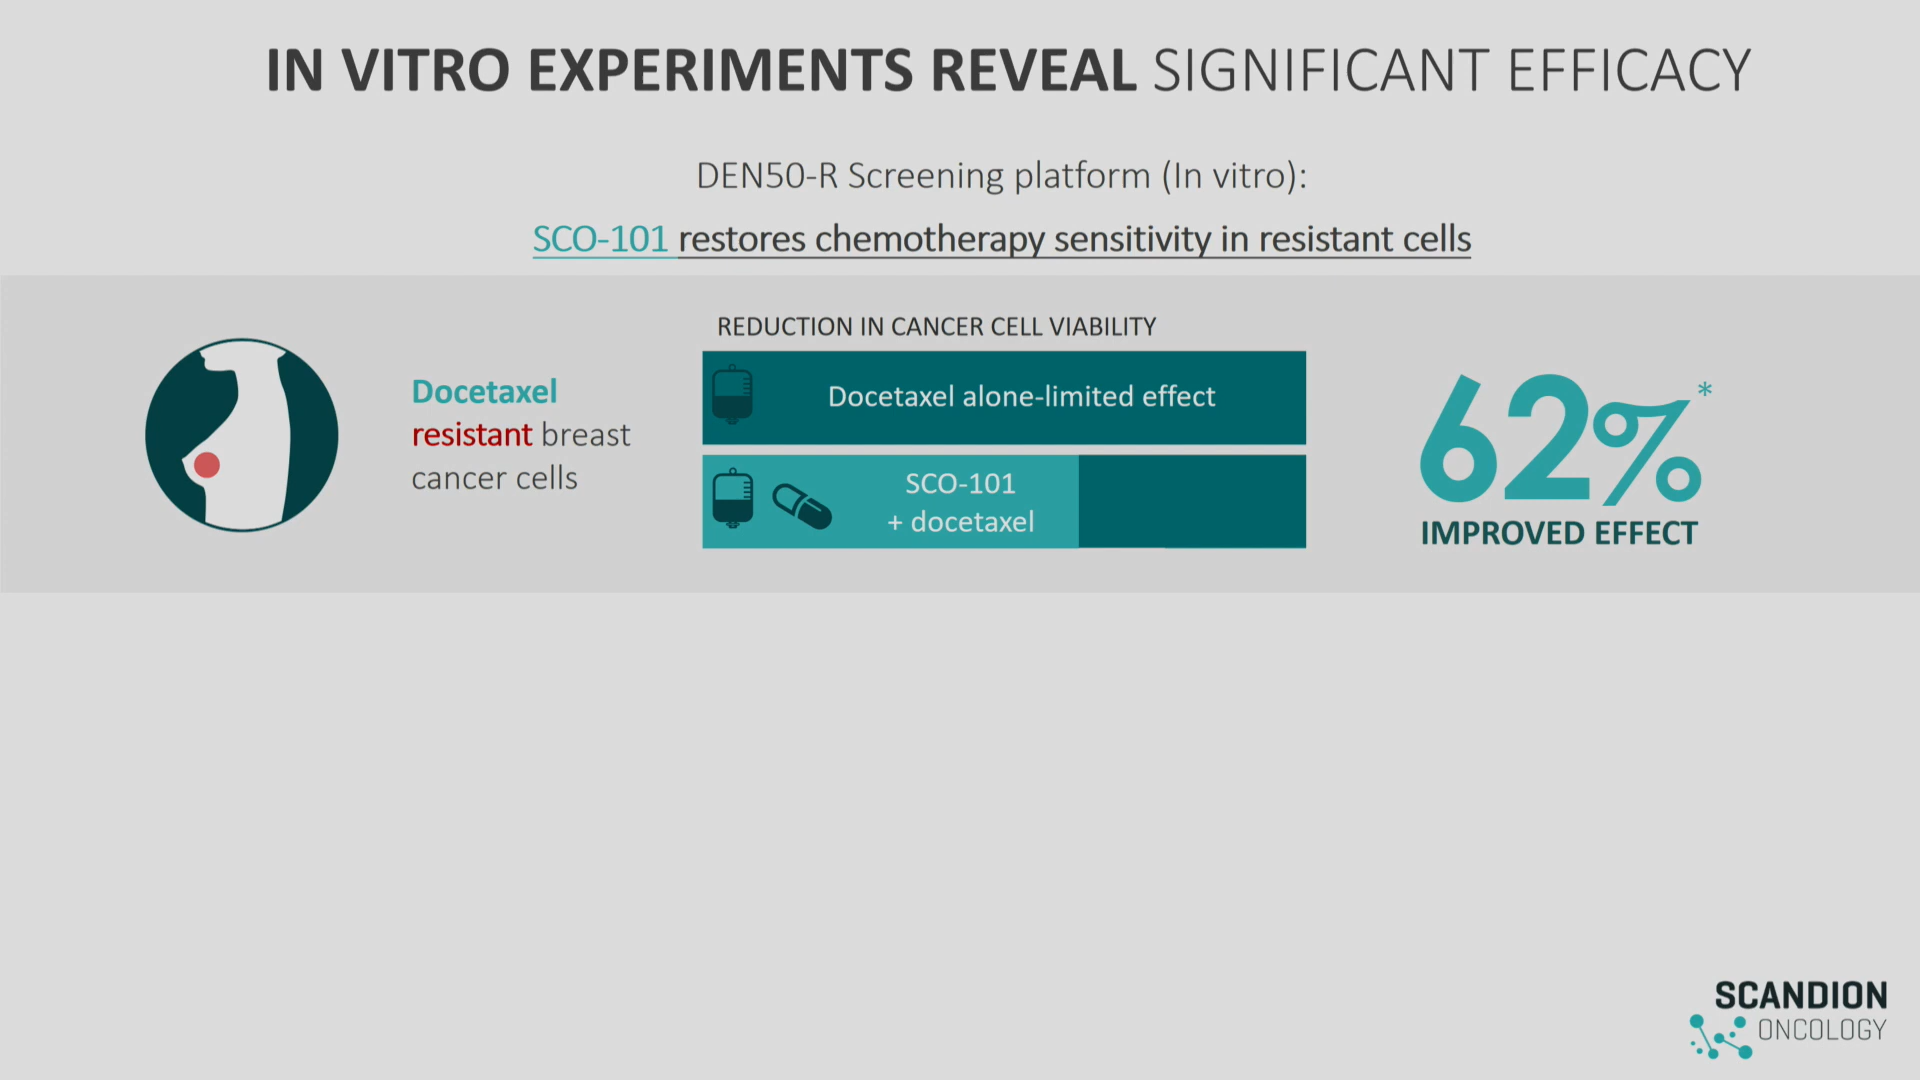 IN VITRO EXPERIMENTS REVEAL SIGNIFICANT EFFICACY
DEN50-R Screening platform (In vitro):
SCO-101 restores chemotherapy sensitivity in resistant cells
Docetaxel
resistant breast
cancer cells
REDUCTION IN CANCER CELL VIABILITY
Docetaxel alone-limited effect
SCO-101
+ docetaxel
62%*
IMPROVED EFFECT
SCANDION
ONCOLOGY